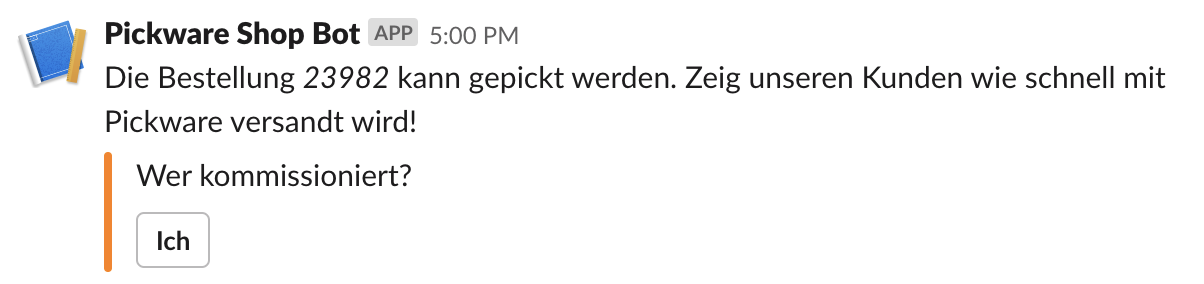 Pickware Shop Bot APP 5:00 PM
Die Bestellung 23982 kann gepickt werden. Zeig unseren Kunden wie schnell mit
Pickware versandt wird!
Wer kommissioniert?
Ich